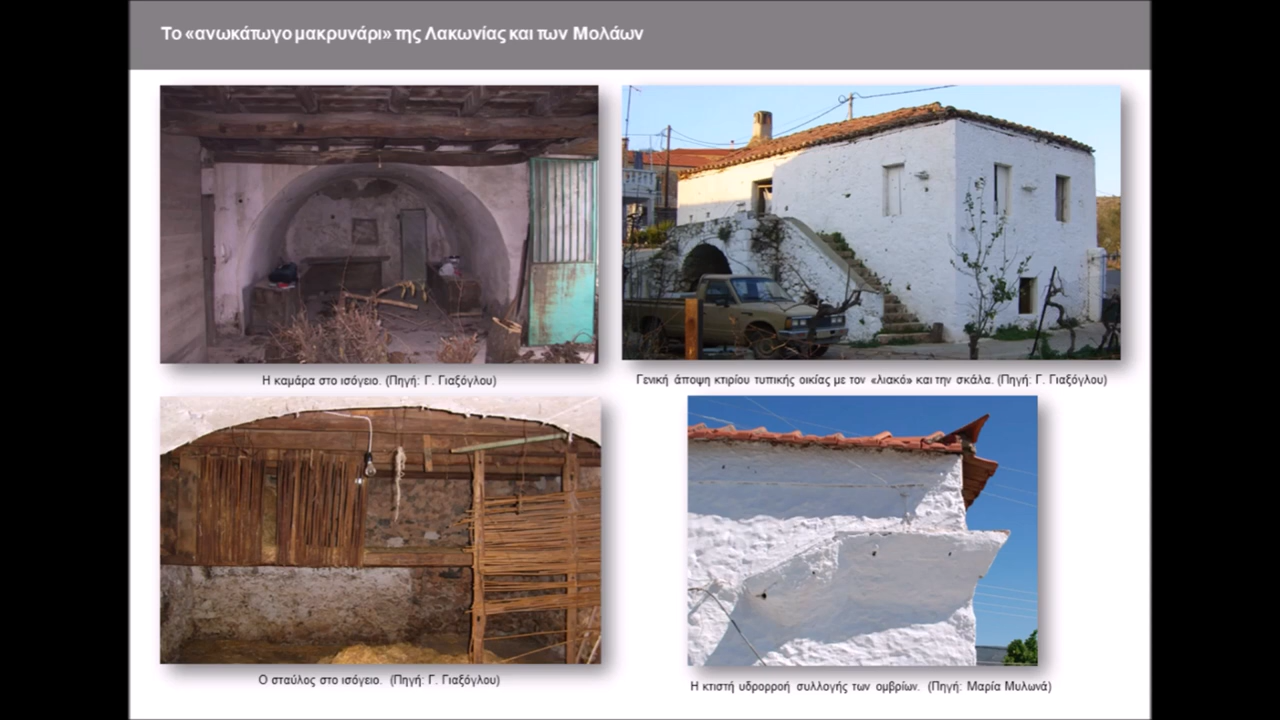 Το «ανωκάτωγο μακρυνάρι» της Λακωνίας και των Μολάων
Η καμάρα στο ισόγειο. (Πηγή: Γ. Γιαξόγλου)
Γενική άποψη κτιρίου τυπικής οικίας με τον «λιακό» και την σκάλα. (Πηγή: Γ. Γιαξόγλου)
Ο σταύλος στο ισόγειο. (Πηγή: Γ. Γιαξόγλου)
Η κτιστή υδρορροή συλλογής των ομβρίων. (Πηγή: Μαρία Μυλωνά)